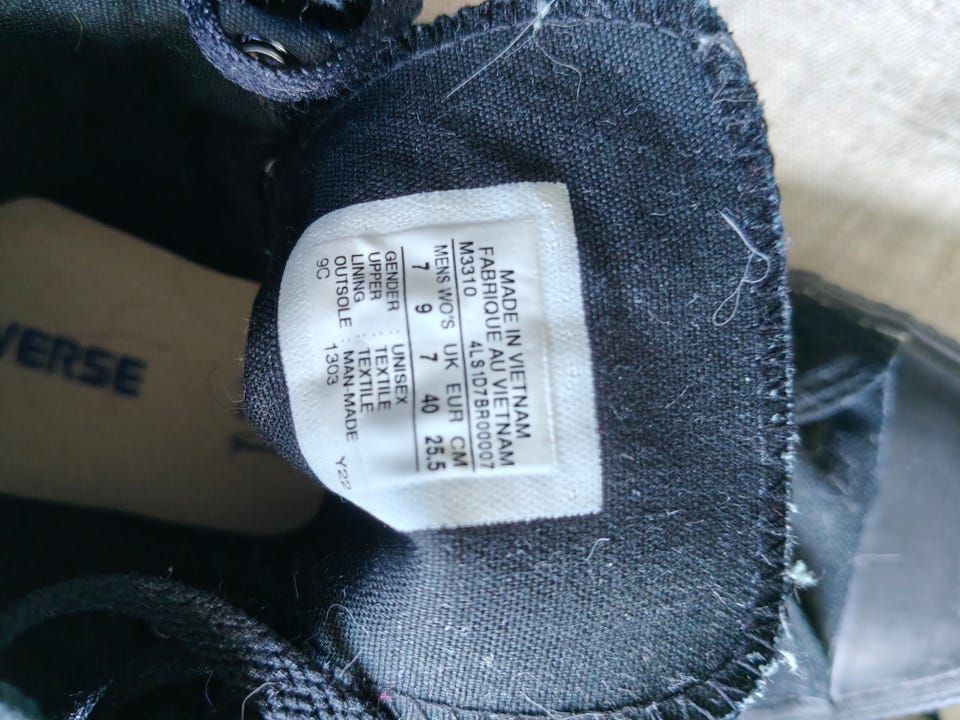 MADE IN VIETNAM
FABRIQUE AU VIETNAM
M3310 4LS1D7BR00007
MENS WO'S UK EUR CM
7 9 7 40 25.5
GENDER : UNISEX
UPPER : TEXTILE
LINING : TEXTILE
OUTSOLE : MAN-MADE
9C 1303 Y22
VERSE